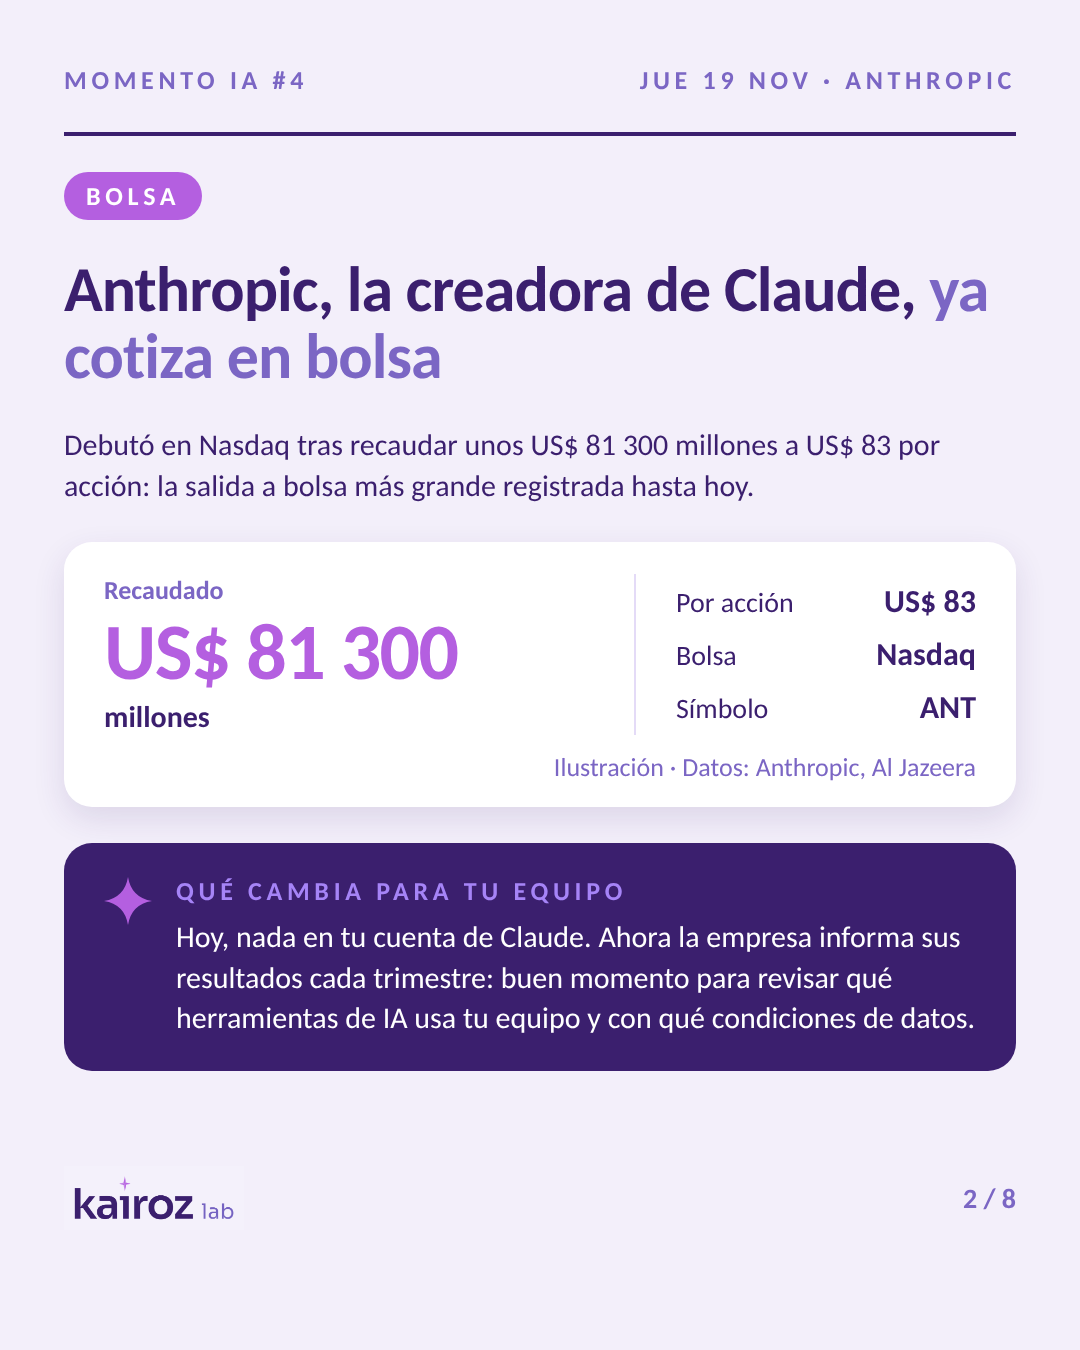 MOMENTO IA #4
JUE 19 NOV · ANTHROPIC
BOLSA
Anthropic, la creadora de Claude, ya
cotiza en bolsa
Debutó en Nasdaq tras recaudar unos US$ 81 300 millones a US$ 83 por
acción: la salida a bolsa más grande registrada hasta hoy.
Recaudado
US$ 81 300
millones
Por acción US$ 83
Bolsa Nasdaq
Símbolo ANT
Ilustración · Datos: Anthropic, Al Jazeera
QUÉ CAMBIA PARA TU EQUIPO
Hoy, nada en tu cuenta de Claude. Ahora la empresa informa sus
resultados cada trimestre: buen momento para revisar qué
herramientas de IA usa tu equipo y con qué condiciones de datos.
kairoz lab
2 / 8